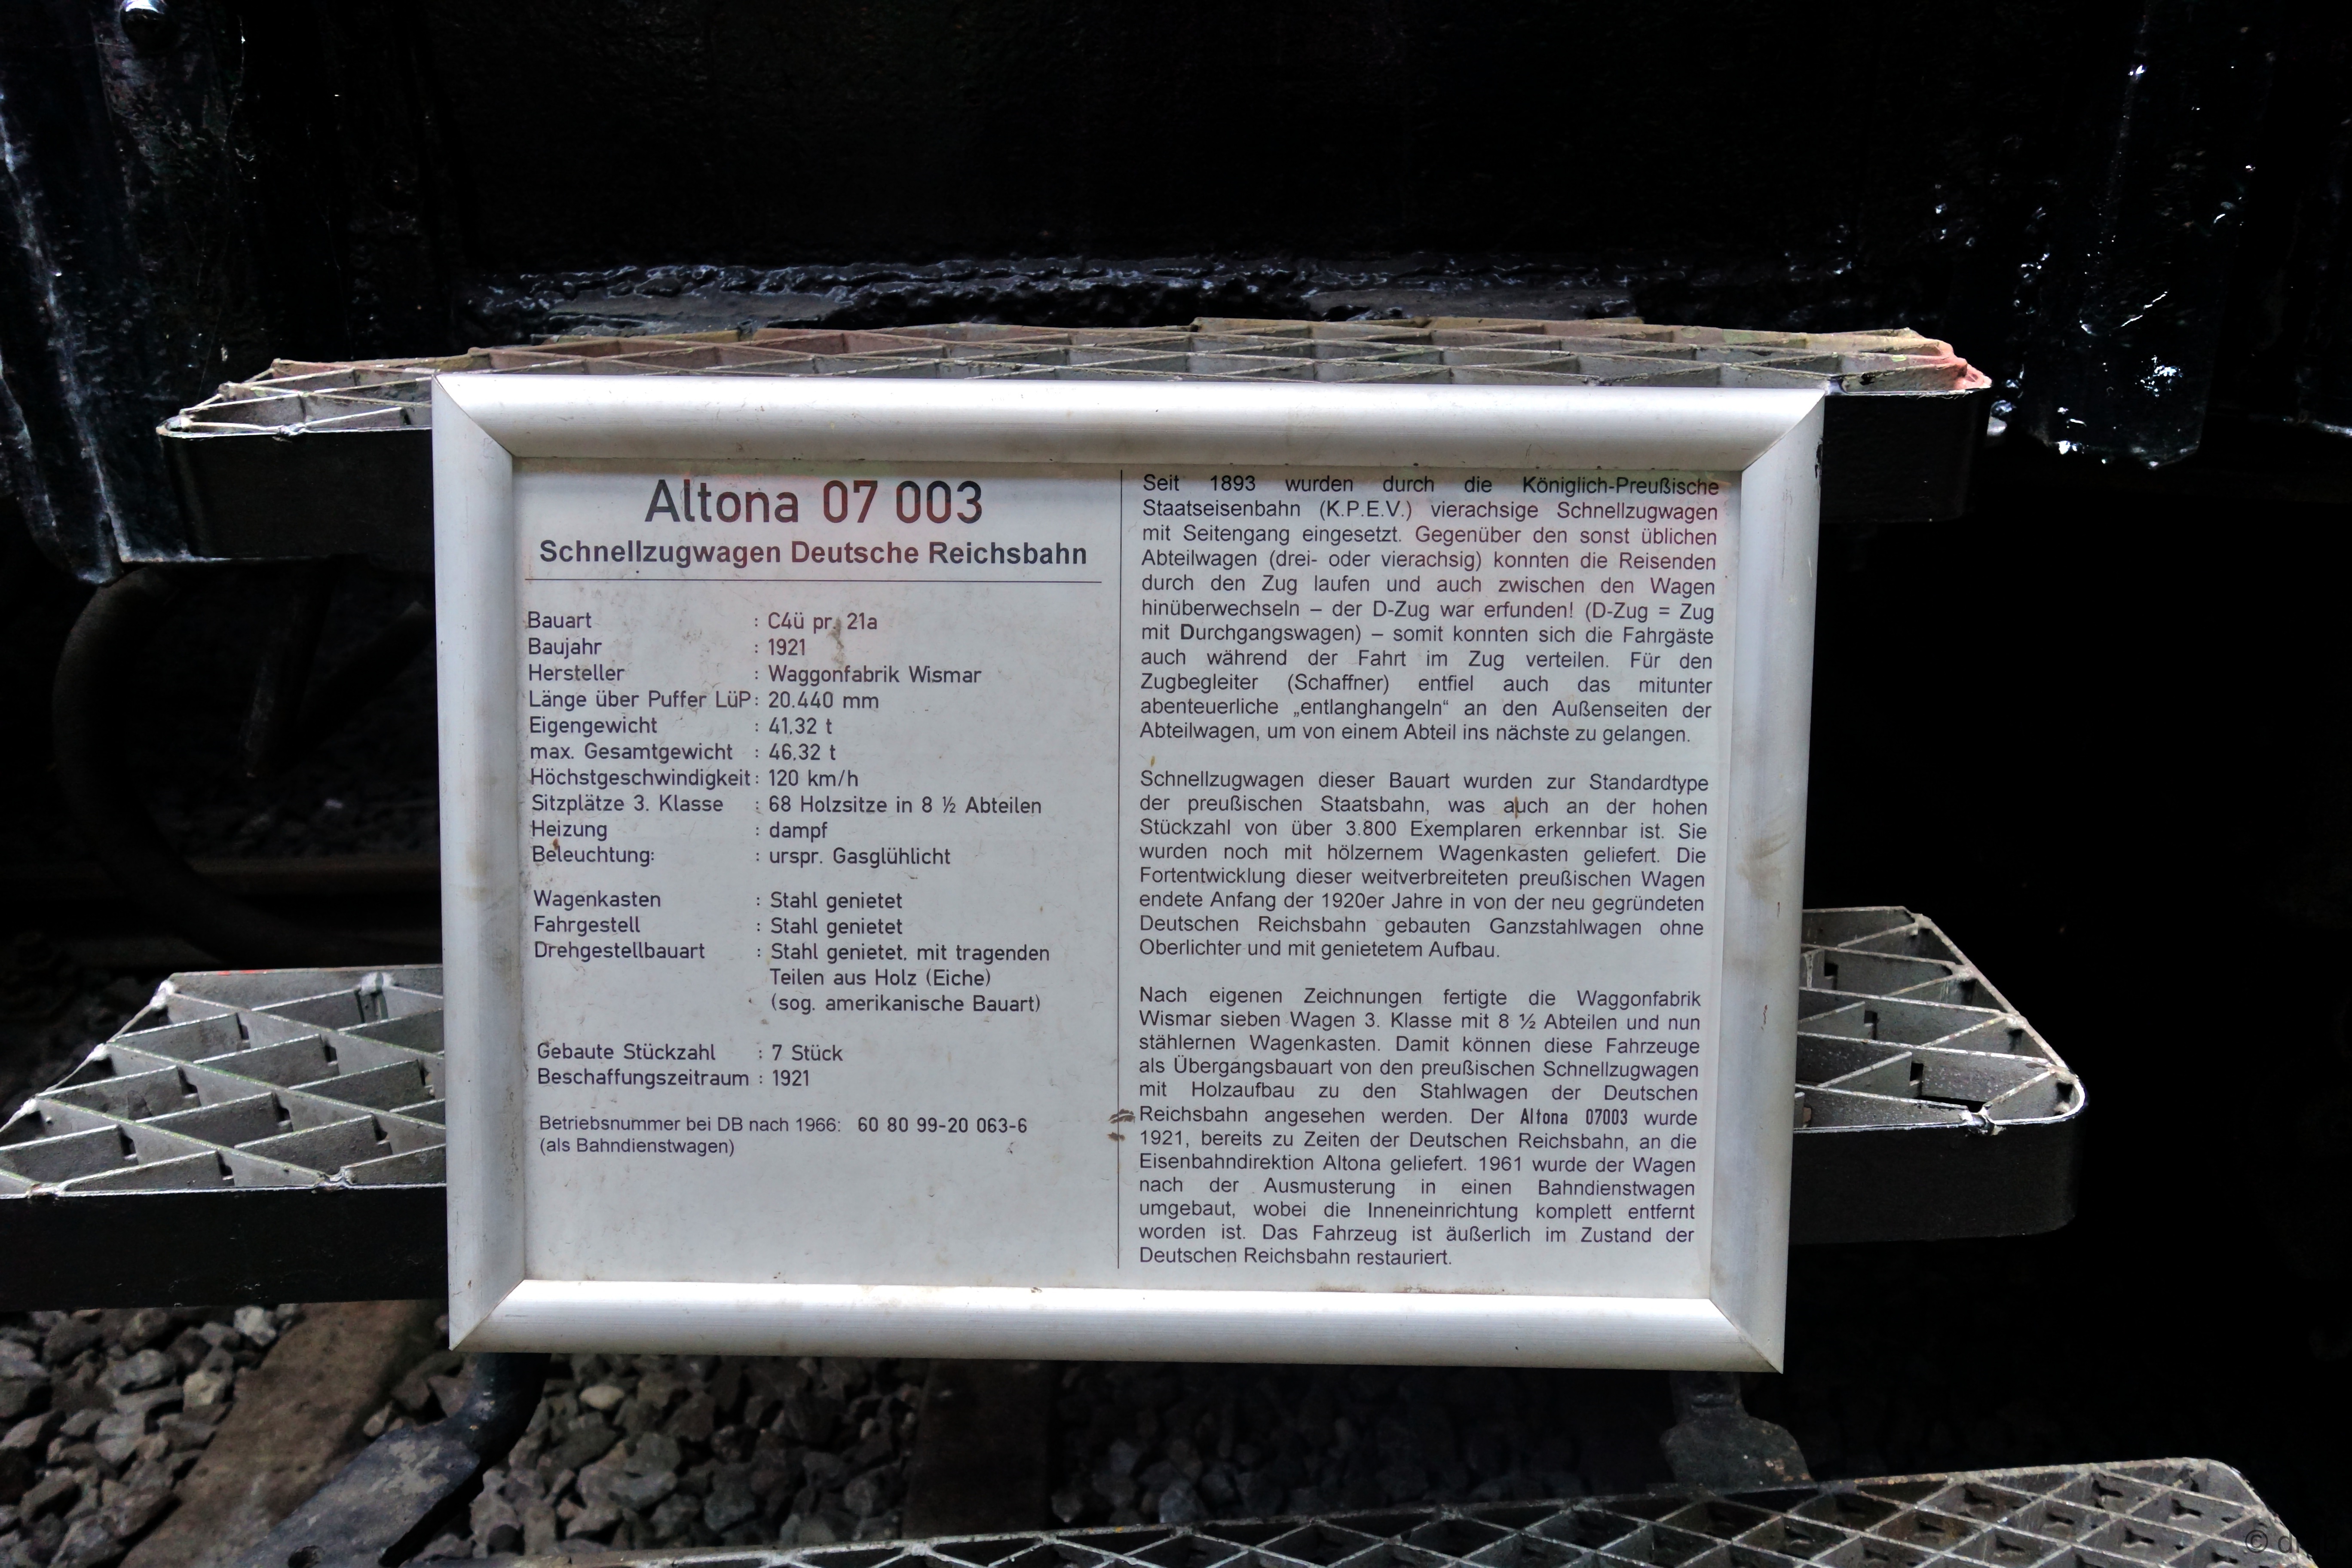 Altona 07 003
Schnellzugwagen Deutsche Reichsbahn
Bauart : C4ü pr. 21a
Baujahr : 1921
Hersteller : Waggonfabrik Wismar
Länge über Puffer LüP: 20.440 mm
Eigengewicht : 41,32 t
max. Gesamtgewicht : 46,32 t
Höchstgeschwindigkeit: 120 km/h
Sitzplätze 3. Klasse : 68 Holzsitze in 8 ½ Abteilen
Heizung : dampf
Beleuchtung: : urspr. Gasglühlicht
Wagenkasten : Stahl genietet
Fahrgestell : Stahl genietet
Drehgestellbauart : Stahl genietet, mit tragenden
Teilen aus Holz (Eiche)
(sog. amerikanische Bauart)
Gebaute Stückzahl : 7 Stück
Beschaffungszeitraum : 1921
Betriebsnummer bei DB nach 1966: 60 80 99-20 063-6
(als Bahndienstwagen)
Seit 1893 wurden durch die Königlich-Preußische
Staatseisenbahn (K.P.E.V.) vierachsige Schnellzugwagen
mit Seitengang eingesetzt. Gegenüber den sonst üblichen
Abteilwagen (drei- oder vierachsig) konnten die Reisenden
durch den Zug laufen und auch zwischen den Wagen
hinüberwechseln – der D-Zug war erfunden! (D-Zug = Zug
mit Durchgangswagen) – somit konnten sich die Fahrgäste
auch während der Fahrt im Zug verteilen. Für den
Zugbegleiter (Schaffner) entfiel auch das mitunter
abenteuerliche „entlanghangeln“ an den Außenseiten der
Abteilwagen, um von einem Abteil ins nächste zu gelangen.
Schnellzugwagen dieser Bauart wurden zur Standardtype
der preußischen Staatsbahn, was auch an der hohen
Stückzahl von über 3.800 Exemplaren erkennbar ist. Sie
wurden noch mit hölzernem Wagenkasten geliefert. Die
Fortentwicklung dieser weitverbreiteten preußischen Wagen
endete Anfang der 1920er Jahre in von der neu gegründeten
Deutschen Reichsbahn gebauten Ganzstahlwagen ohne
Oberlichter und mit genietetem Aufbau.
Nach eigenen Zeichnungen fertigte die Waggonfabrik
Wismar sieben Wagen 3. Klasse mit 8 ½ Abteilen und nun
stählernen Wagenkasten. Damit können diese Fahrzeuge
als Übergangsbauart von den preußischen Schnellzugwagen
mit Holzaufbau zu den Stahlwagen der Deutschen
Reichsbahn angesehen werden. Der Altona 07003 wurde
1921, bereits zu Zeiten der Deutschen Reichsbahn, an die
Eisenbahndirektion Altona geliefert. 1961 wurde der Wagen
nach der Ausmusterung in einen Bahndienstwagen
umgebaut, wobei die Inneneinrichtung komplett entfernt
worden ist. Das Fahrzeug ist äußerlich im Zustand der
Deutschen Reichsbahn restauriert.